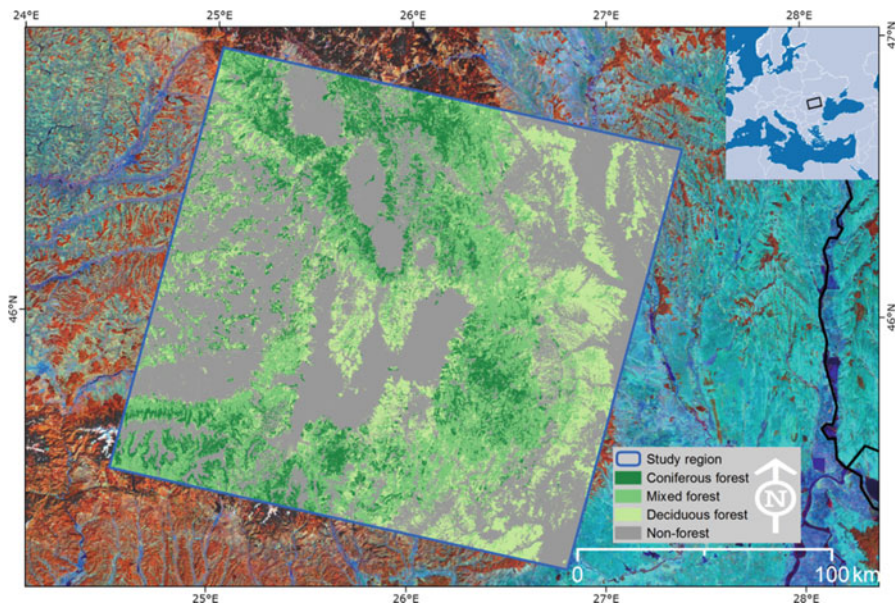 24°E 25°E 26°E 27°E 28°E
47°N
46°N 46°N
Study region
Coniferous forest
Mixed forest
Deciduous forest
Non-forest
N
0 100 km
25°E 26°E 27°E 28°E